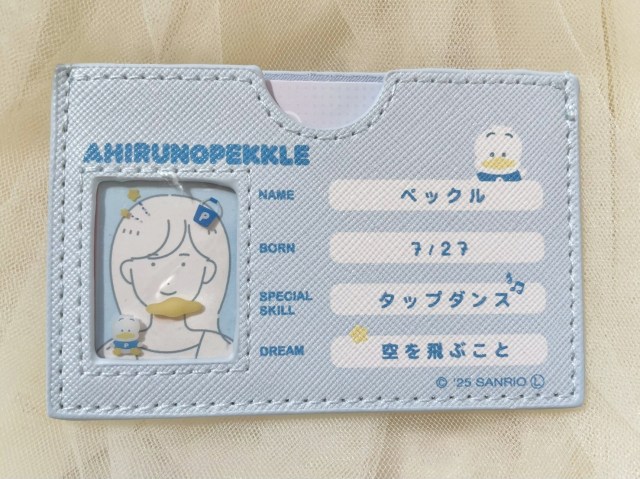 AHIRUNOPEKKLE
NAME ペックル
BORN 7/27
SPECIAL SKILL タップダンス
DREAM 空を飛ぶこと
© '25 SANRIO Ⓛ
P